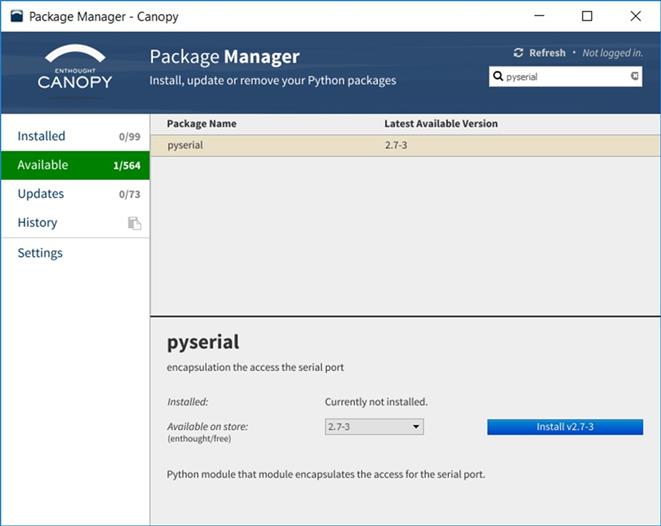 Package Manager - Canopy
ENTHOUGHT
CANOPY
Package Manager
Install, update or remove your Python packages
Refresh • Not logged in.
pyserial
Installed 0/99
Available 1/564
Updates 0/73
History
Settings
Package Name Latest Available Version
pyserial 2.7-3
pyserial
encapsulation the access the serial port
Installed: Currently not installed.
Available on store: 2.7-3 Install v2.7-3
(enthought/free)
Python module that module encapsulates the access for the serial port.